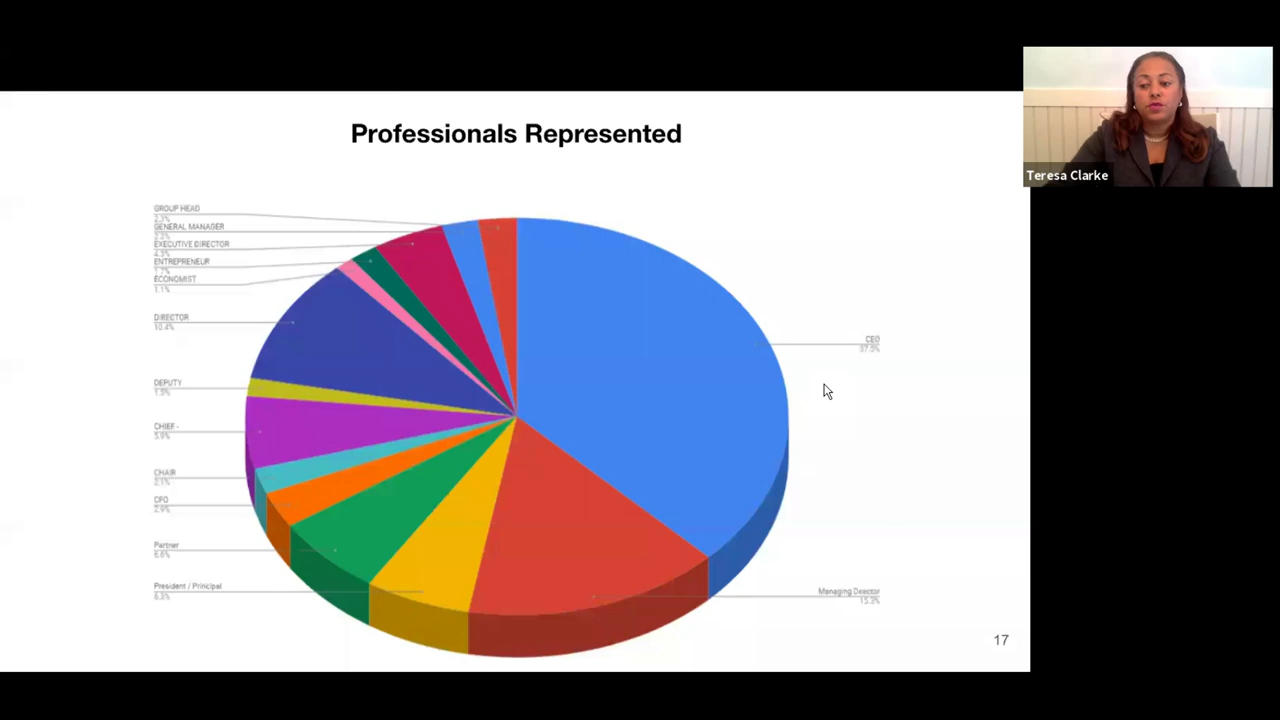 Professionals Represented
Teresa Clarke
GROUP HEAD
2.3%
GENERAL MANAGER
2.3%
EXECUTIVE DIRECTOR
4.3%
ENTREPRENEUR
1.7%
ECONOMIST
1.1%
DIRECTOR
10.4%
DEPUTY
1.5%
CHIEF -
5.9%
CHAIR
2.1%
CFO
2.9%
Partner
6.6%
President / Principal
6.3%
CEO
37.5%
Managing Director
15.3%
17